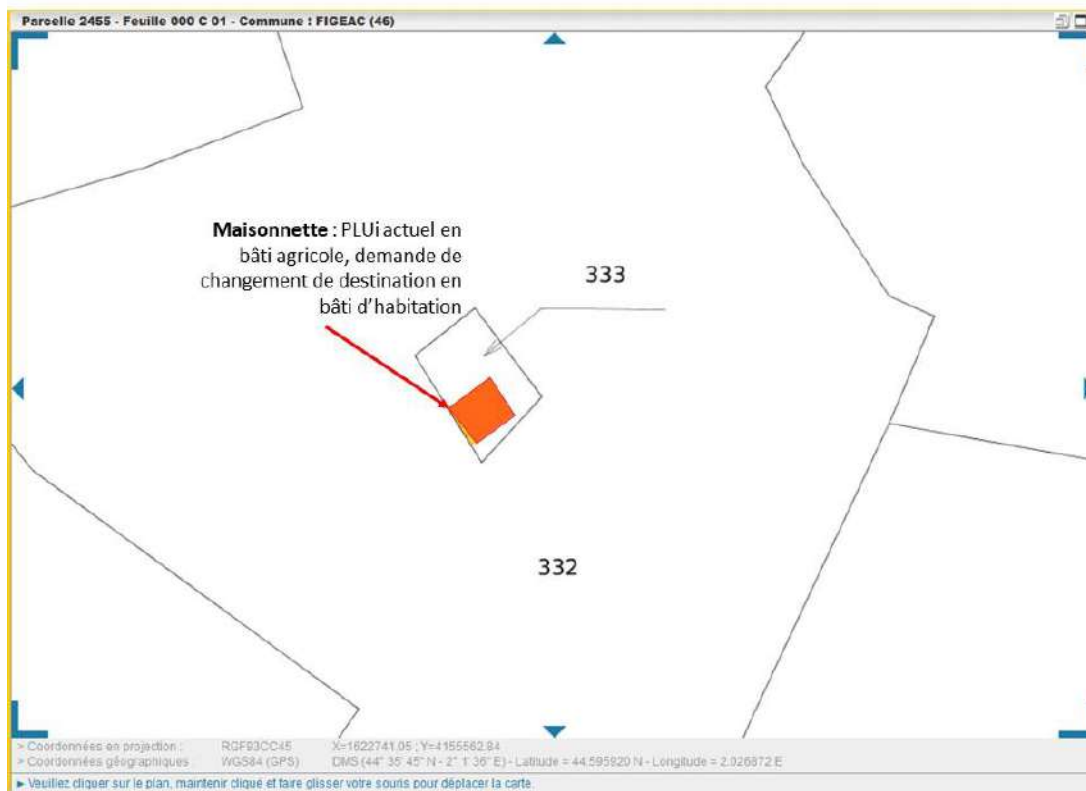 Parcelle 2455 - Feuille 000 C 01 - Commune : FIGEAC (46)
Maisonnette : PLUi actuel en
bâti agricole, demande de
changement de destination en
bâti d'habitation
333
332
> Coordonnées en projection : RGF93CC45 X=1622741.05 ; Y=4155562.84
> Coordonnées géographiques : WGS84 (GPS) DMS (44° 35' 45" N - 2° 1' 36" E) - Latitude = 44.595920 N - Longitude = 2.026872 E
► Veuillez cliquer sur le plan, maintenir cliqué et faire glisser votre souris pour déplacer la carte.